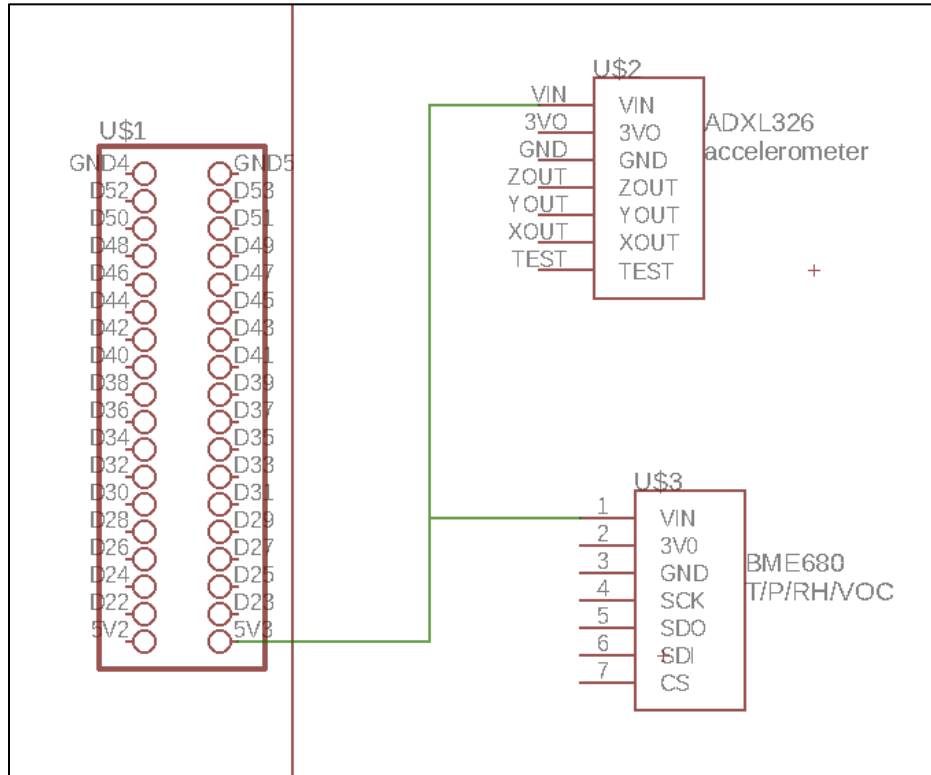 U$1
GND4 GND5
D52 D53
D50 D51
D48 D49
D46 D47
D44 D45
D42 D43
D40 D41
D38 D39
D36 D37
D34 D35
D32 D33
D30 D31
D28 D29
D26 D27
D24 D25
D22 D23
5V2 5V3
U$2
VIN VIN
3VO 3VO
GND GND
ZOUT ZOUT
YOUT YOUT
XOUT XOUT
TEST TEST
ADXL326
accelerometer
U$3
1 VIN
2 3V0
3 GND
4 SCK
5 SDO
6 SDI
7 CS
BME680
T/P/RH/VOC